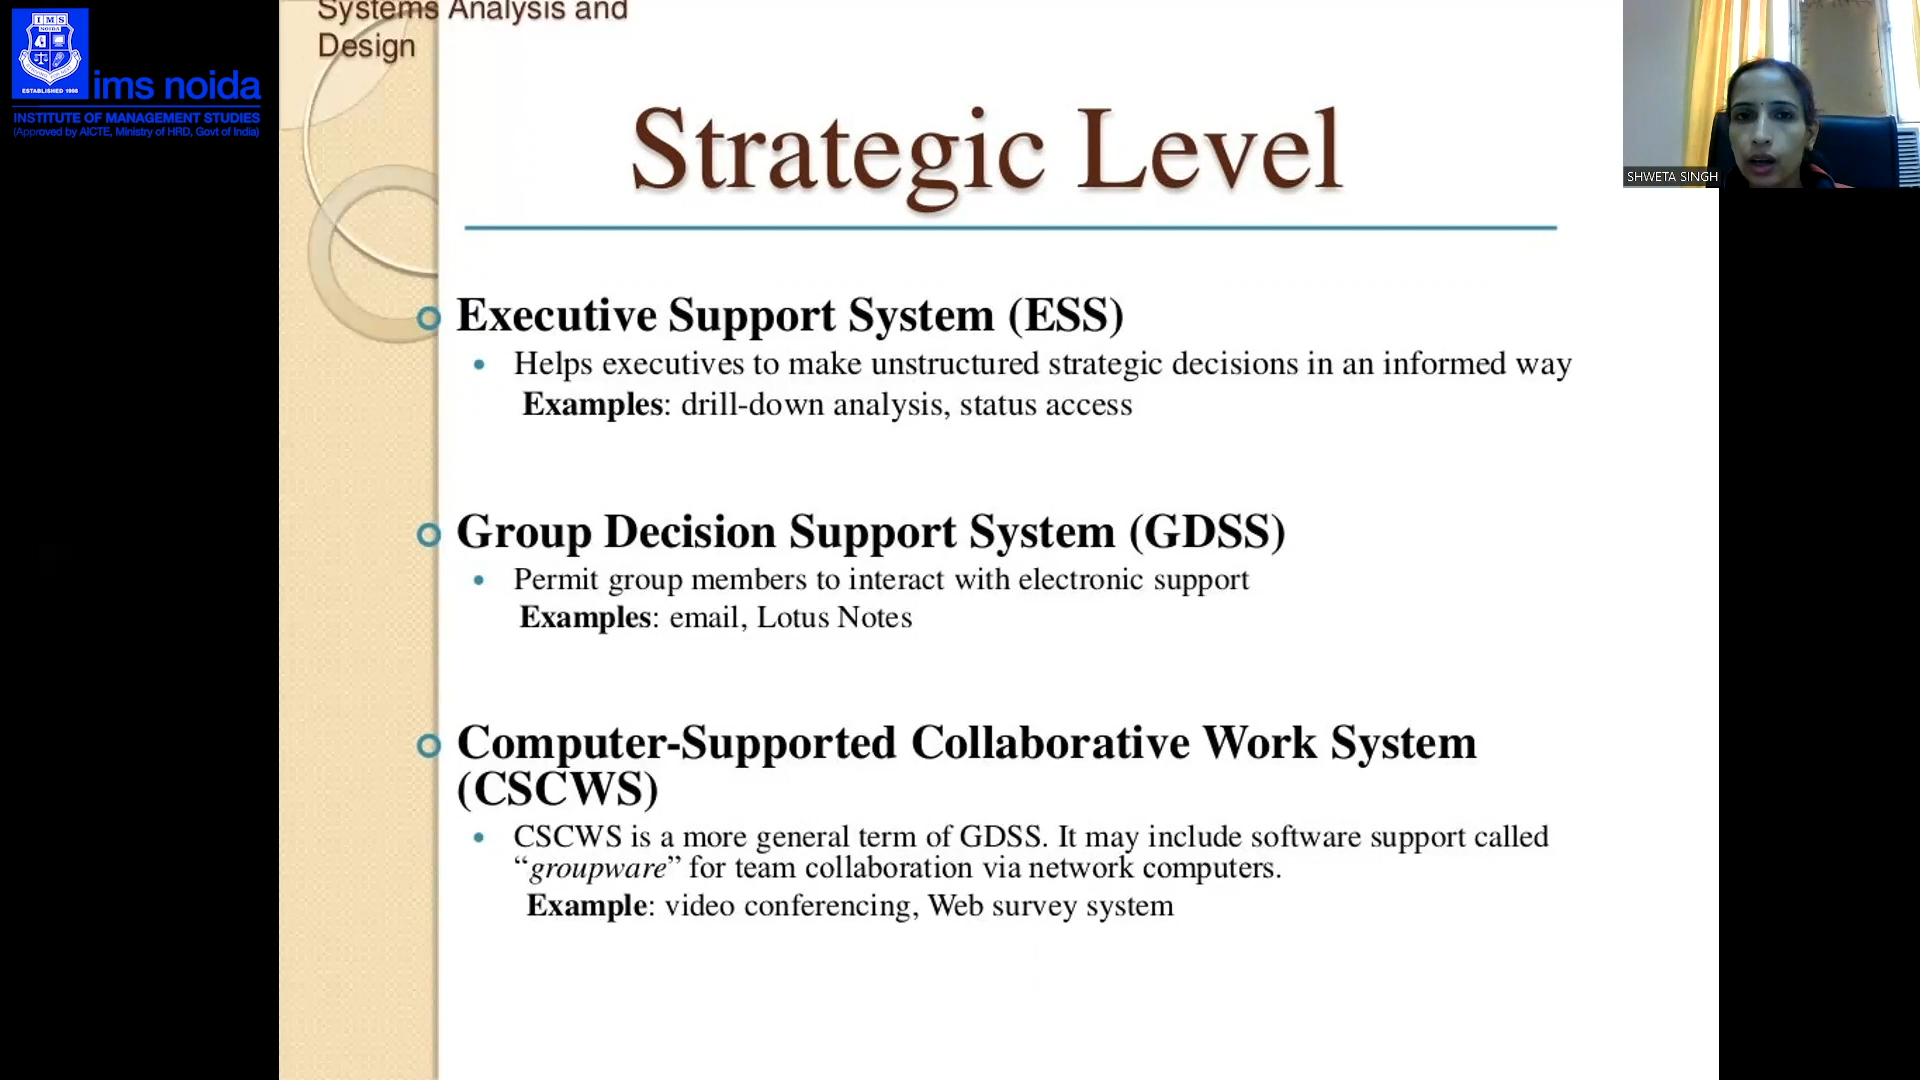 Systems Analysis and
Design
IMS
NOIDA
ESTABLISHED 1998
ims noida
INSTITUTE OF MANAGEMENT STUDIES
(Approved by AICTE, Ministry of HRD, Govt of India)
SHWETA SINGH
Strategic Level
Executive Support System (ESS)
• Helps executives to make unstructured strategic decisions in an informed way
Examples: drill-down analysis, status access
Group Decision Support System (GDSS)
• Permit group members to interact with electronic support
Examples: email, Lotus Notes
Computer-Supported Collaborative Work System
(CSCWS)
• CSCWS is a more general term of GDSS. It may include software support called
“groupware” for team collaboration via network computers.
Example: video conferencing, Web survey system